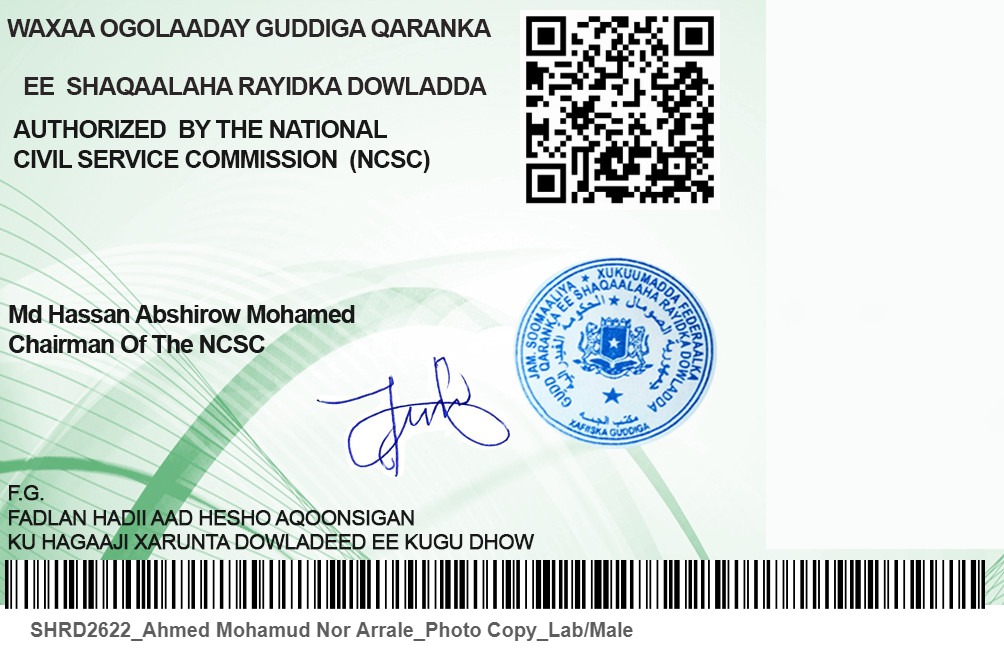 WAXAA OGOLAADAY GUDDIGA QARANKA
EE SHAQAALAHA RAYIDKA DOWLADDA
AUTHORIZED BY THE NATIONAL
CIVIL SERVICE COMMISSION (NCSC)
Md Hassan Abshirow Mohamed
Chairman Of The NCSC
JAM. SOOMAALIYA ★ XUKUUMADDA FEDERAALKA
GUDD QARANKA EE SHAQAALAHA RAYIDKA DOWLADDA
XAFIISKA GUDDIGA
F.G.
FADLAN HADII AAD HESHO AQOONSIGAN
KU HAGAAJI XARUNTA DOWLADEED EE KUGU DHOW
SHRD2622_Ahmed Mohamud Nor Arrale_Photo Copy_Lab/Male